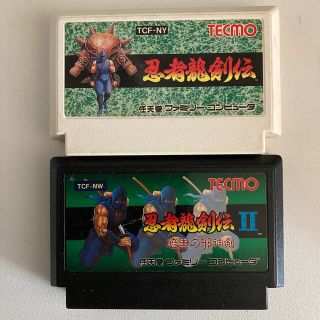 TCF-NY
TECMO
忍者龍剣伝
任天堂 ファミリーコンピュータ
TCF-NW
TECMO
忍者龍剣伝 II
暗黒の邪神剣
任天堂 ファミリーコンピュータ